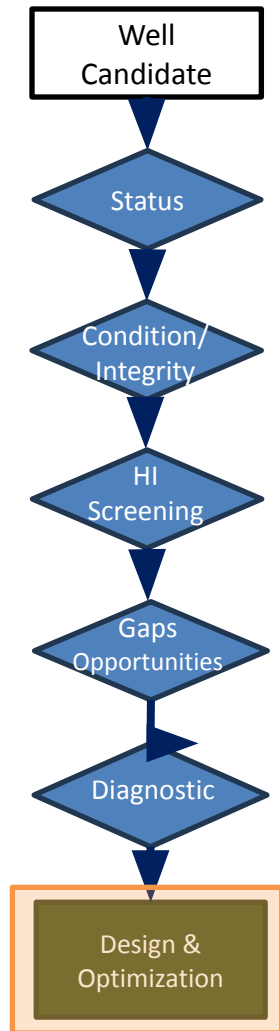 Well
Candidate
Status
Condition/
Integrity
HI
Screening
Gaps
Opportunities
Diagnostic
Design &
Optimization